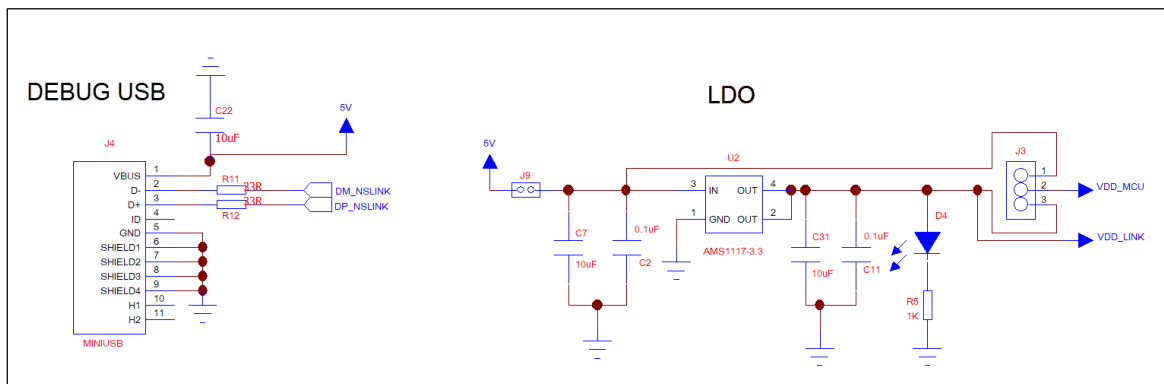 DEBUG USB
C22
10uF
5V
J4
VBUS 1
D- 2
D+ 3
ID 4
GND 5
SHIELD1 6
SHIELD2 7
SHIELD3 8
SHIELD4 9
H1 10
H2 11
MINIUSB
R11
33R
R12
33R
DM_NSLINK
DP_NSLINK
LDO
5V
J9
C7
10uF
0.1uF
C2
U2
3 IN OUT 4
1 GND OUT 2
AMS1117-3.3
C31
10uF
0.1uF
C11
D4
R5
1K
J3
1
2
3
VDD_MCU
VDD_LINK